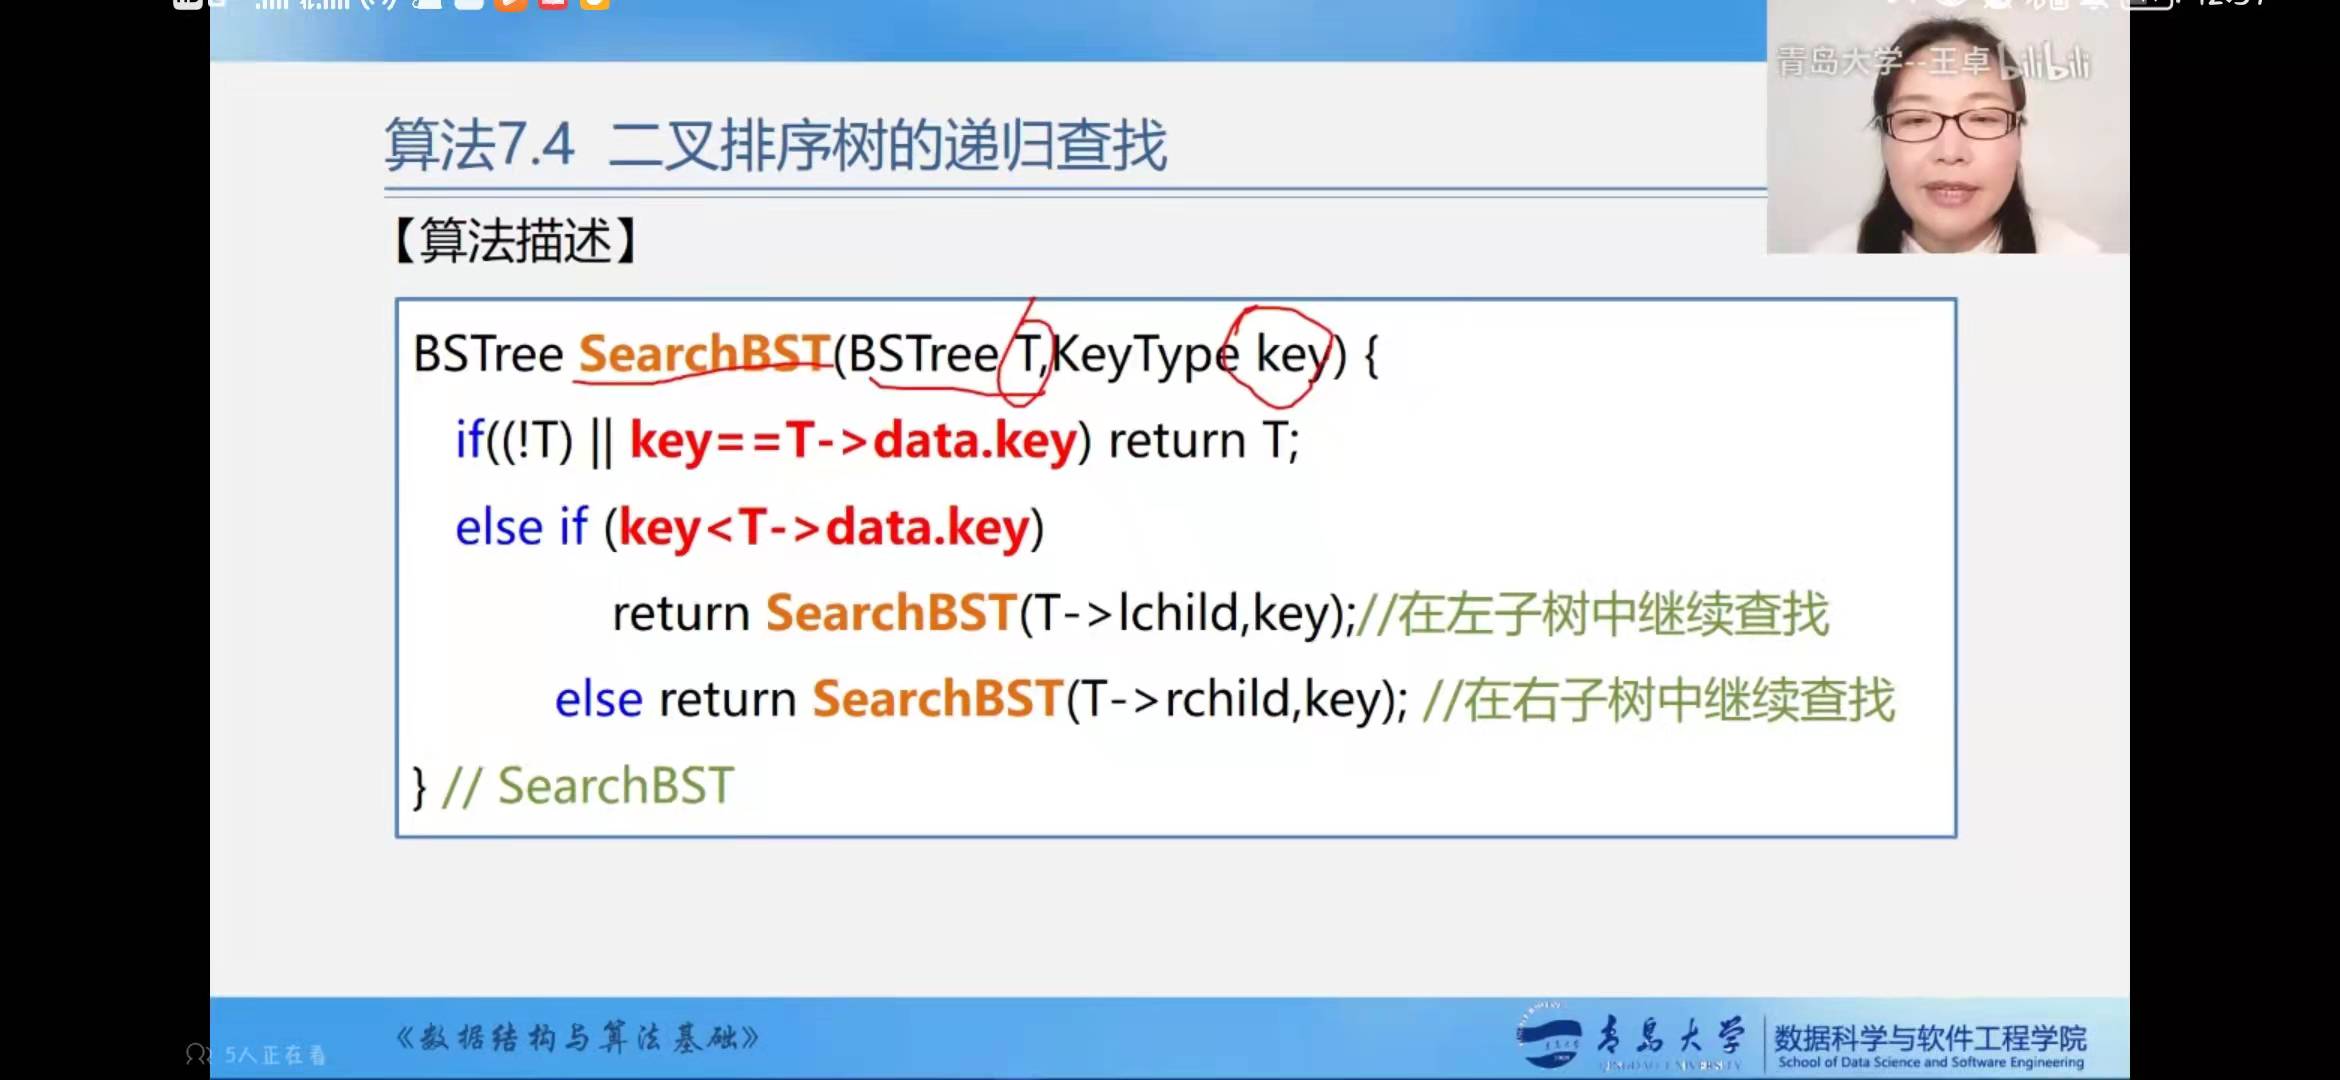 青岛大学--王卓 bilibili
算法7.4 二叉排序树的递归查找
【算法描述】
BSTree SearchBST(BSTree T,KeyType key) {
if((!T) || key==T->data.key) return T;
else if (key<T->data.key)
return SearchBST(T->lchild,key);//在左子树中继续查找
else return SearchBST(T->rchild,key); //在右子树中继续查找
} // SearchBST
《数据结构与算法基础》
5人正在看
青岛大学
QINGDAO UNIVERSITY
数据科学与软件工程学院
School of Data Science and Software Engineering